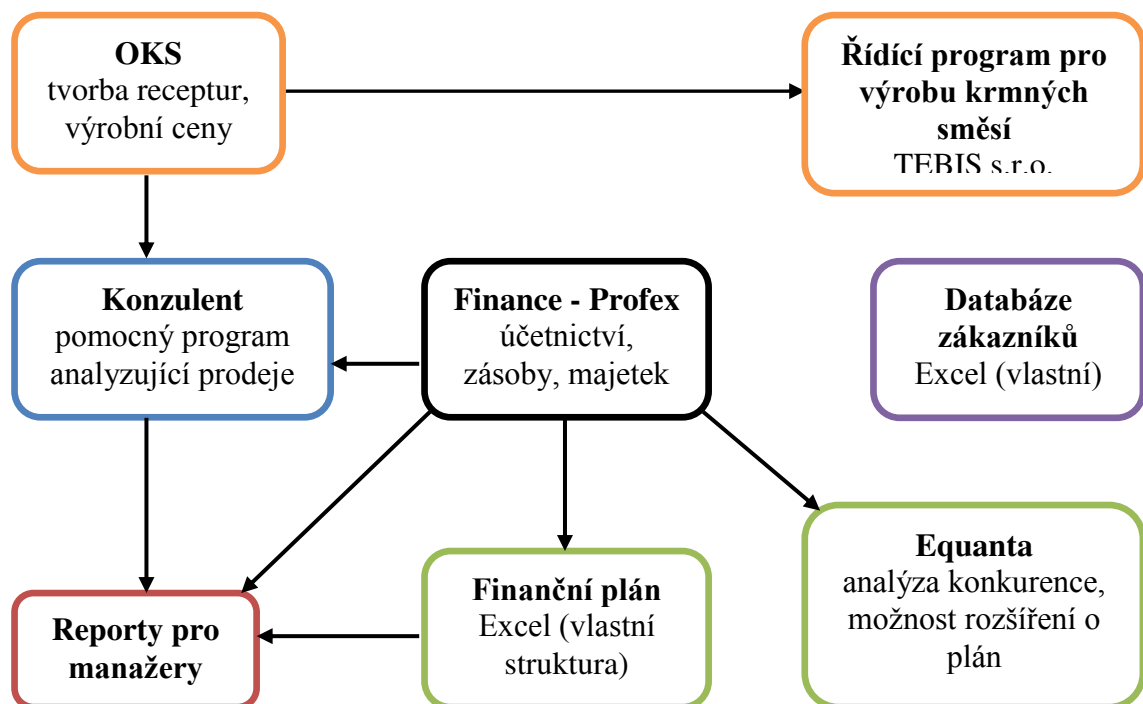 OKS
tvorba receptur,
výrobní ceny
Řídící program pro
výrobu krmných
směsí
TEBIS s.r.o.
Konzulent
pomocný program
analyzující prodeje
Finance - Profex
účetnictví,
zásoby, majetek
Databáze
zákazníků
Excel (vlastní)
Reporty pro
manažery
Finanční plán
Excel (vlastní
struktura)
Equanta
analýza konkurence,
možnost rozšíření o
plán